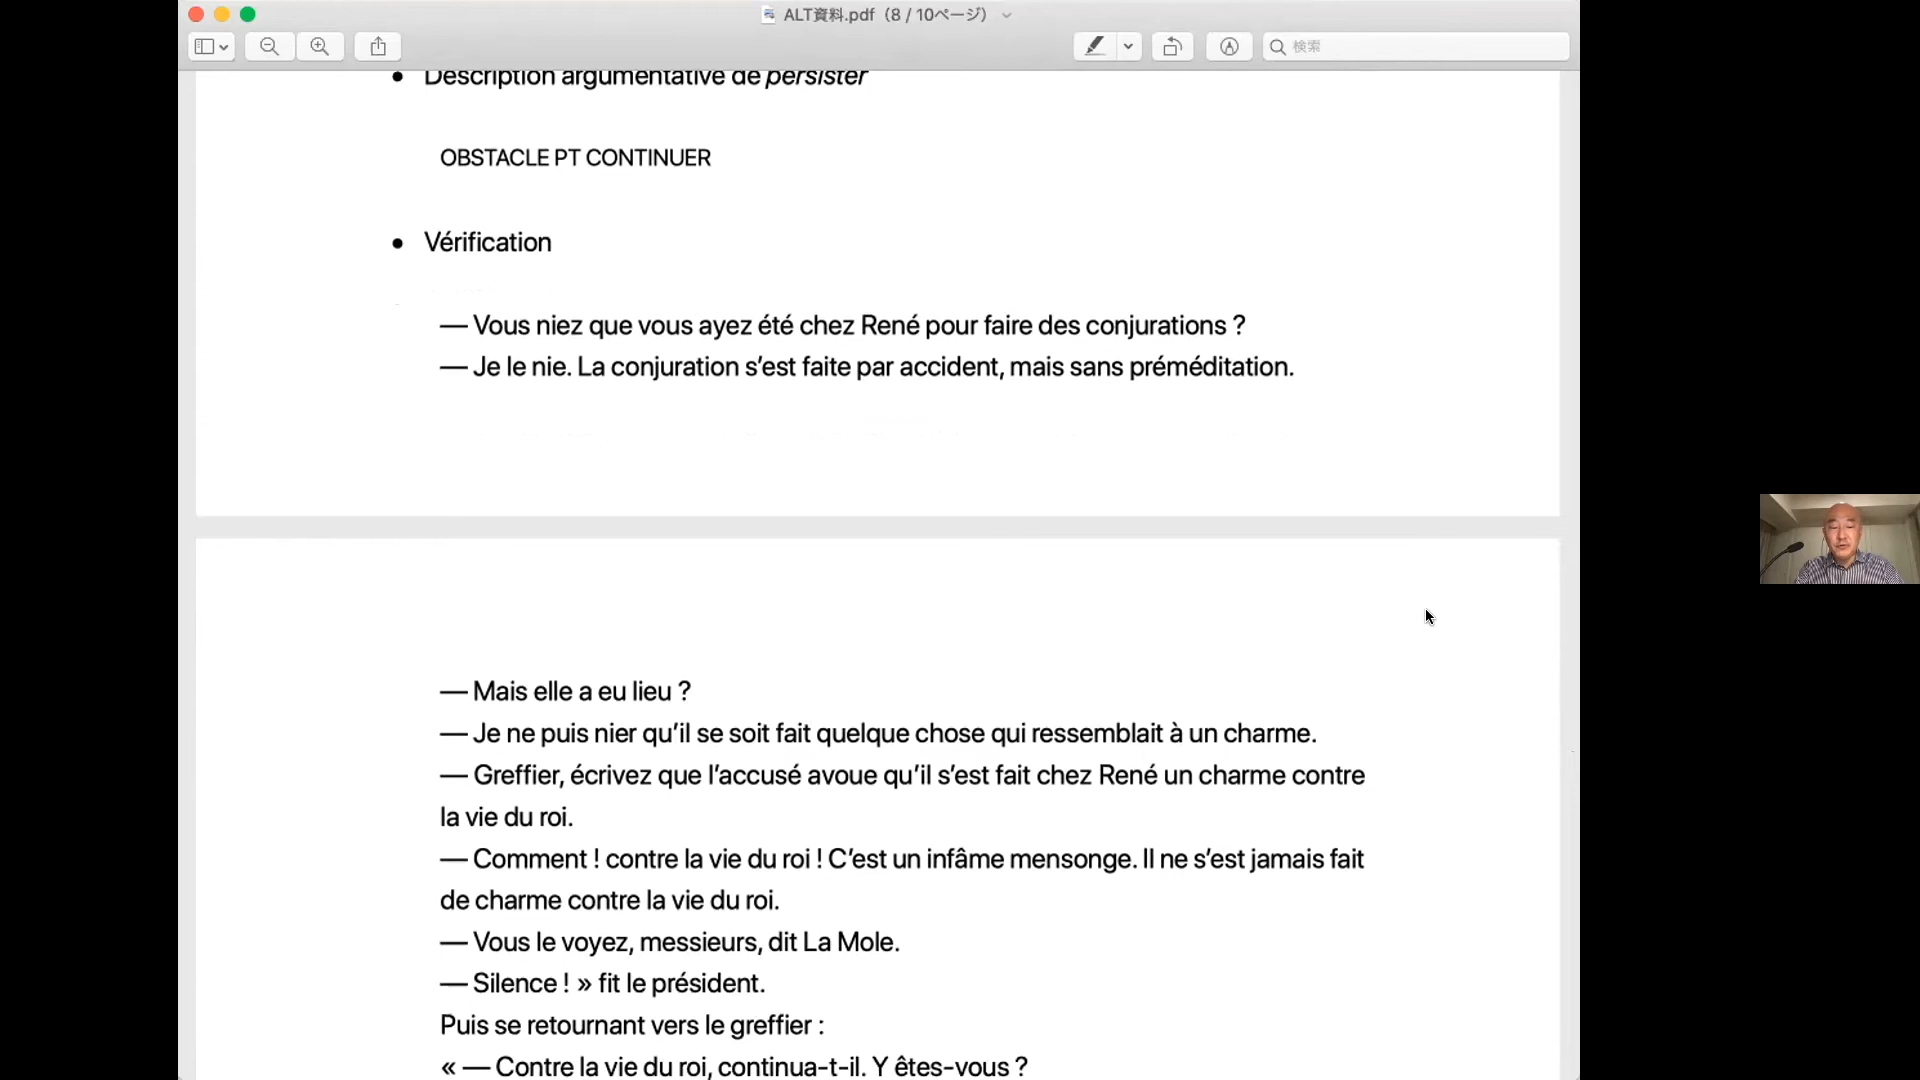 ALT資料.pdf（8 / 10ページ）
検索
Description argumentative de persister
OBSTACLE PT CONTINUER
Vérification
— Vous niez que vous ayez été chez René pour faire des conjurations ?
— Je le nie. La conjuration s’est faite par accident, mais sans préméditation.
— Mais elle a eu lieu ?
— Je ne puis nier qu’il se soit fait quelque chose qui ressemblait à un charme.
— Greffier, écrivez que l’accusé avoue qu’il s’est fait chez René un charme contre
la vie du roi.
— Comment ! contre la vie du roi ! C’est un infâme mensonge. Il ne s’est jamais fait
de charme contre la vie du roi.
— Vous le voyez, messieurs, dit La Mole.
— Silence ! » fit le président.
Puis se retournant vers le greffier :
« — Contre la vie du roi, continua-t-il. Y êtes-vous ?